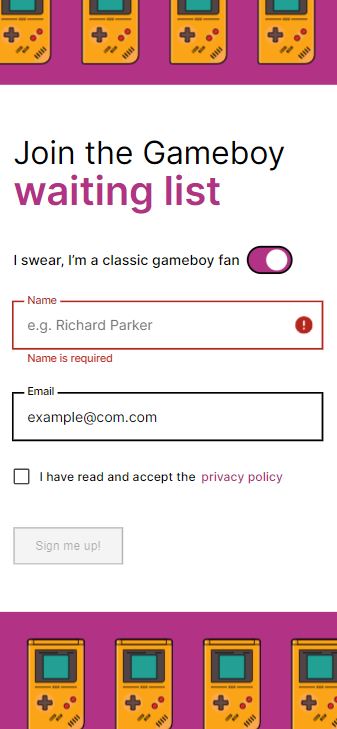 Join the Gameboy
waiting list
I swear, I'm a classic gameboy fan
Name
e.g. Richard Parker
Name is required
Email
example@com.com
I have read and accept the privacy policy
Sign me up!